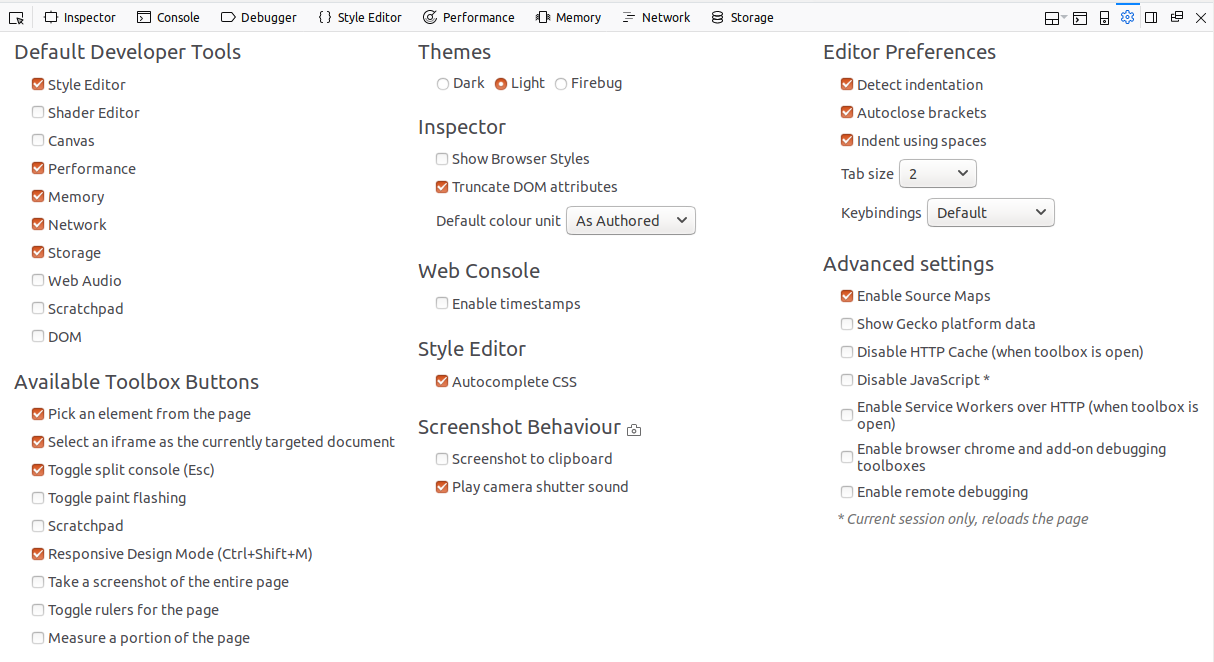 Inspector Console Debugger Style Editor Performance Memory Network Storage
Default Developer Tools
Style Editor
Shader Editor
Canvas
Performance
Memory
Network
Storage
Web Audio
Scratchpad
DOM
Available Toolbox Buttons
Pick an element from the page
Select an iframe as the currently targeted document
Toggle split console (Esc)
Toggle paint flashing
Scratchpad
Responsive Design Mode (Ctrl+Shift+M)
Take a screenshot of the entire page
Toggle rulers for the page
Measure a portion of the page
Themes
Dark Light Firebug
Inspector
Show Browser Styles
Truncate DOM attributes
Default colour unit As Authored
Web Console
Enable timestamps
Style Editor
Autocomplete CSS
Screenshot Behaviour
Screenshot to clipboard
Play camera shutter sound
Editor Preferences
Detect indentation
Autoclose brackets
Indent using spaces
Tab size 2
Keybindings Default
Advanced settings
Enable Source Maps
Show Gecko platform data
Disable HTTP Cache (when toolbox is open)
Disable JavaScript *
Enable Service Workers over HTTP (when toolbox is
open)
Enable browser chrome and add-on debugging
toolboxes
Enable remote debugging
* Current session only, reloads the page